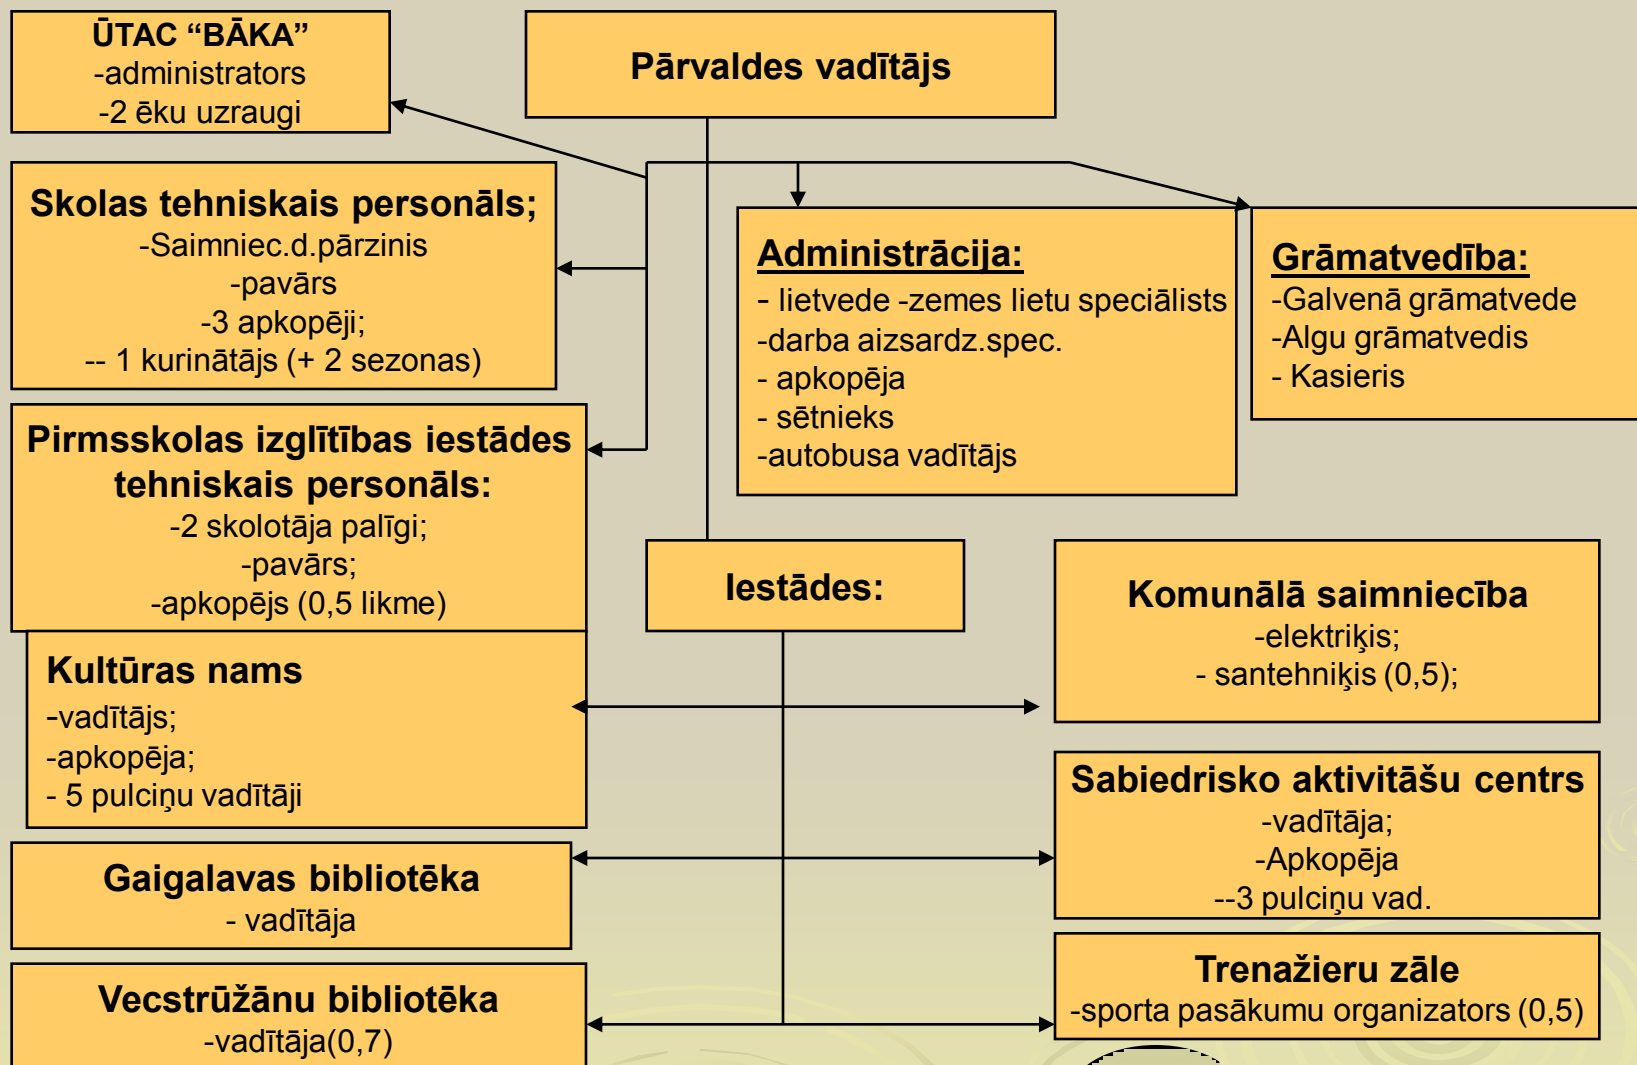 ŪTAC “BĀKA”
-administrators
-2 ēku uzraugi
Pārvaldes vadītājs
Skolas tehniskais personāls;
-Saimniec.d.pārzinis
-pavārs
-3 apkopēji;
-- 1 kurinātājs (+ 2 sezonas)
Administrācija:
- lietvede -zemes lietu speciālists
-darba aizsardz.spec.
- apkopēja
- sētnieks
-autobusa vadītājs
Grāmatvedība:
-Galvenā grāmatvede
-Algu grāmatvedis
- Kasieris
Pirmsskolas izglītības iestādes
tehniskais personāls:
-2 skolotāja palīgi;
-pavārs;
-apkopējs (0,5 likme)
Iestādes:
Komunālā saimniecība
-elektriķis;
- santehniķis (0,5);
Kultūras nams
-vadītājs;
-apkopēja;
- 5 pulciņu vadītāji
Sabiedrisko aktivitāšu centrs
-vadītāja;
-Apkopēja
--3 pulciņu vad.
Gaigalavas bibliotēka
- vadītāja
Trenažieru zāle
-sporta pasākumu organizators (0,5)
Vecstrūžānu bibliotēka
-vadītāja(0,7)